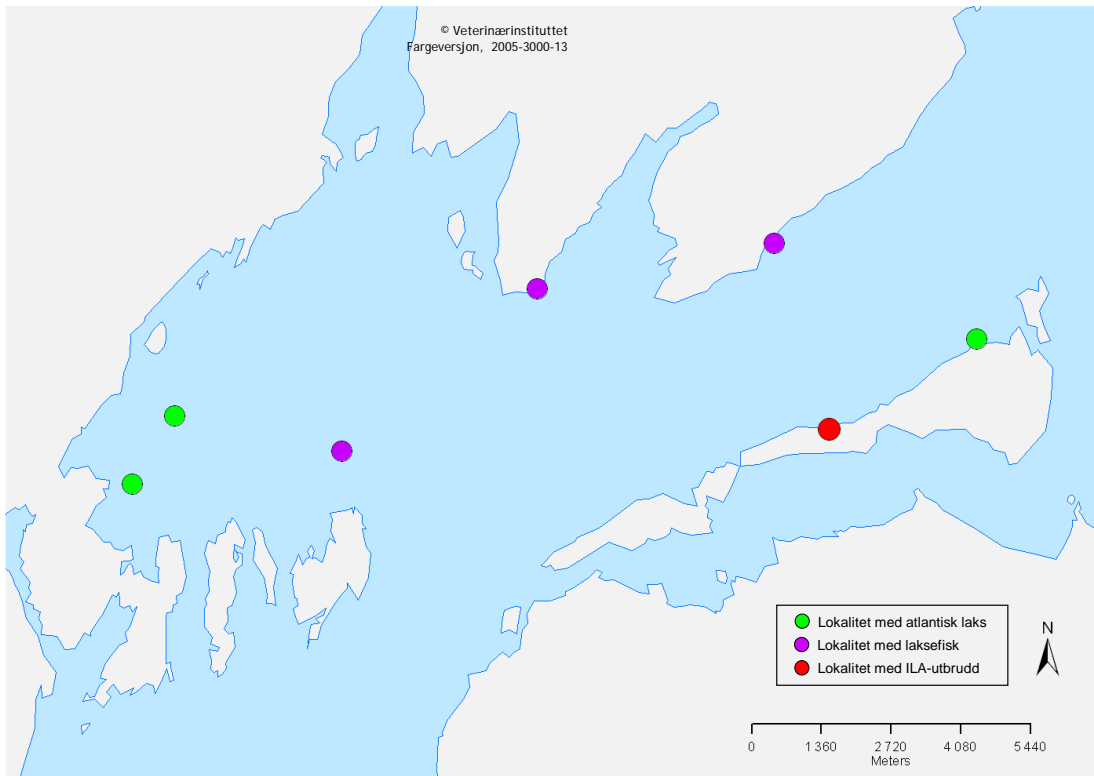 © Veterinærinstituttet
Fargeversjon, 2005-3000-13
Lokalitet med atlantisk laks
Lokalitet med laksefisk
Lokalitet med ILA-utbrudd
N
0 1 360 2 720 4 080 5 440
Meters